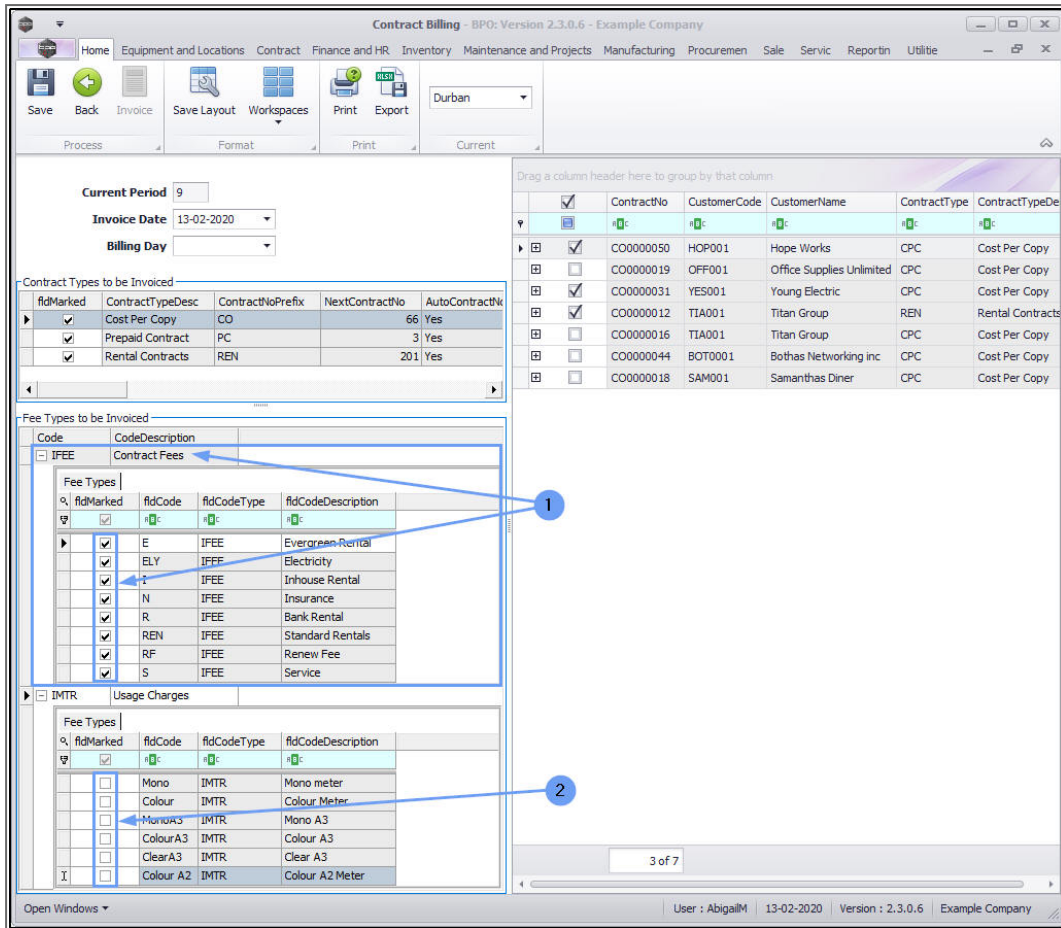 Contract Billing - BPO: Version 2.3.0.6 - Example Company
Home Equipment and Locations Contract Finance and HR Inventory Maintenance and Projects Manufacturing Procuremen Sale Servic Reportin Utilitie
Save Back Invoice Save Layout Workspaces Print Export Durban
Process Format Print Current
Current Period 9
Invoice Date 13-02-2020
Billing Day
Contract Types to be Invoiced
fldMarked ContractTypeDesc ContractNoPrefix NextContractNo AutoContractNo
Cost Per Copy CO 66 Yes
Prepaid Contract PC 3 Yes
Rental Contracts REN 201 Yes
Fee Types to be Invoiced
Code CodeDescription
IFEE Contract Fees
Fee Types
fldMarked fldCode fldCodeType fldCodeDescription
E IFEE Evergreen Rental
ELY IFEE Electricity
I IFEE Inhouse Rental
N IFEE Insurance
R IFEE Bank Rental
REN IFEE Standard Rentals
RF IFEE Renew Fee
S IFEE Service
IMTR Usage Charges
Fee Types
fldMarked fldCode fldCodeType fldCodeDescription
Mono IMTR Mono meter
Colour IMTR Colour Meter
MonoA3 IMTR Mono A3
ColourA3 IMTR Colour A3
ClearA3 IMTR Clear A3
Colour A2 IMTR Colour A2 Meter
1
2
Drag a column header here to group by that column
ContractNo CustomerCode CustomerName ContractType ContractTypeDe
CO0000050 HOP001 Hope Works CPC Cost Per Copy
CO0000019 OFF001 Office Supplies Unlimited CPC Cost Per Copy
CO0000031 YES001 Young Electric CPC Cost Per Copy
CO0000012 TIA001 Titan Group REN Rental Contracts
CO0000016 TIA001 Titan Group CPC Cost Per Copy
CO0000044 BOT0001 Bothas Networking inc CPC Cost Per Copy
CO0000018 SAM001 Samanthas Diner CPC Cost Per Copy
3 of 7
Open Windows User : AbigailM 13-02-2020 Version : 2.3.0.6 Example Company